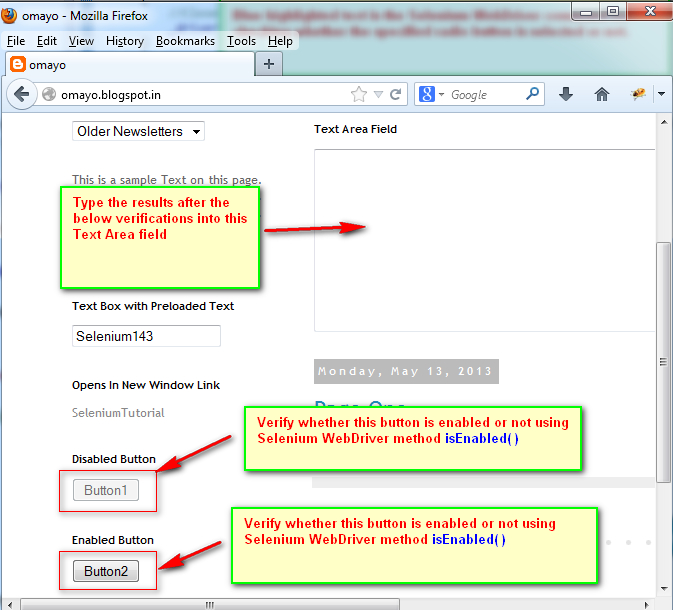 omayo - Mozilla Firefox
Blue highlighted text is the Selenium WebDriver
whether the specified radio button is selected or not.
File Edit View History Bookmarks Tools Help
omayo
omayo.blogspot.in
Google
Older Newsletters
Text Area Field
This is a sample Text on this page.
Type the results after the
below verifications into this
Text Area field
Text Box with Preloaded Text
Selenium143
Monday, May 13, 2013
Opens In New Window Link
Page One
SeleniumTutorial
Verify whether this button is enabled or not using
Selenium WebDriver method isEnabled( )
Disabled Button
Button1
Verify whether this button is enabled or not using
Selenium WebDriver method isEnabled( )
Enabled Button
Button2